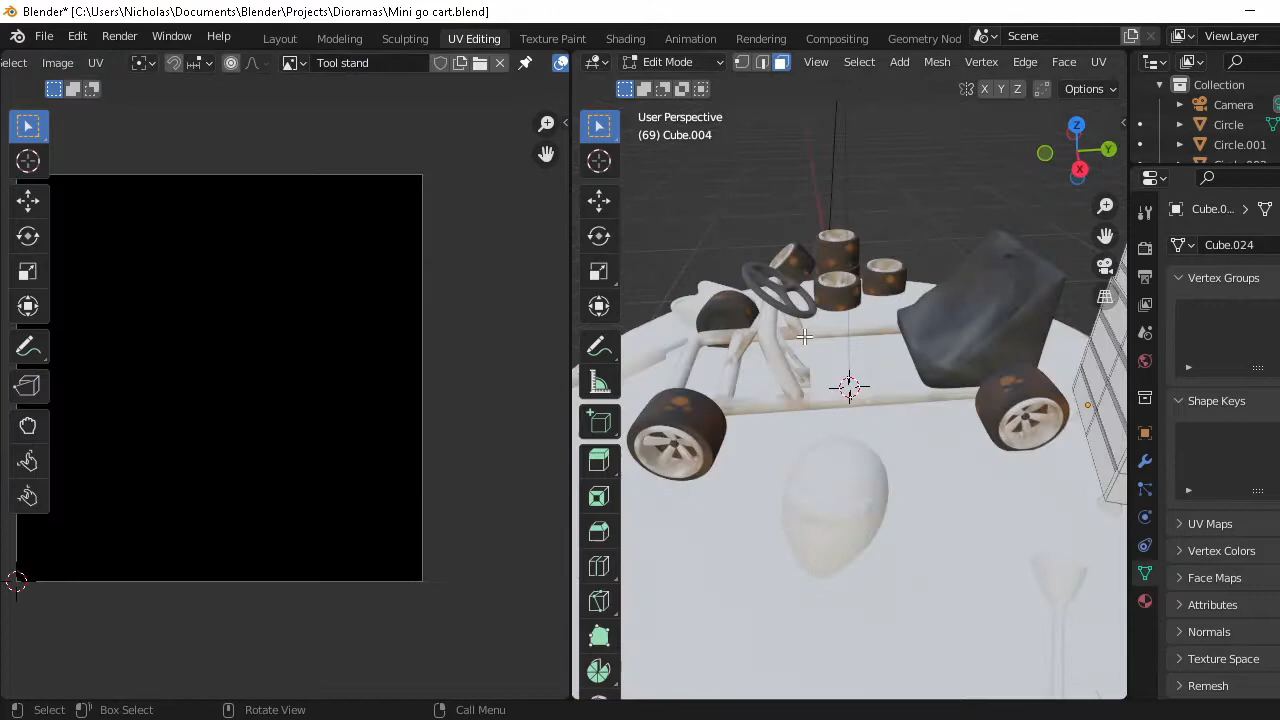 Blender* [C:\Users\Nicholas\Documents\Blender\Projects\Dioramas\Mini go cart.blend]
File Edit Render Window Help Layout Modeling Sculpting UV Editing Texture Paint Shading Animation Rendering Compositing Geometry Nod Scene ViewLayer
elect Image UV Tool stand Edit Mode View Select Add Mesh Vertex Edge Face UV
X Y Z Options
User Perspective
(69) Cube.004
Z
Y
X
Collection
Camera
Circle
Circle.001
Cube.0...
Cube.024
Vertex Groups
Shape Keys
UV Maps
Vertex Colors
Face Maps
Attributes
Normals
Texture Space
Remesh
Select Box Select Rotate View Call Menu